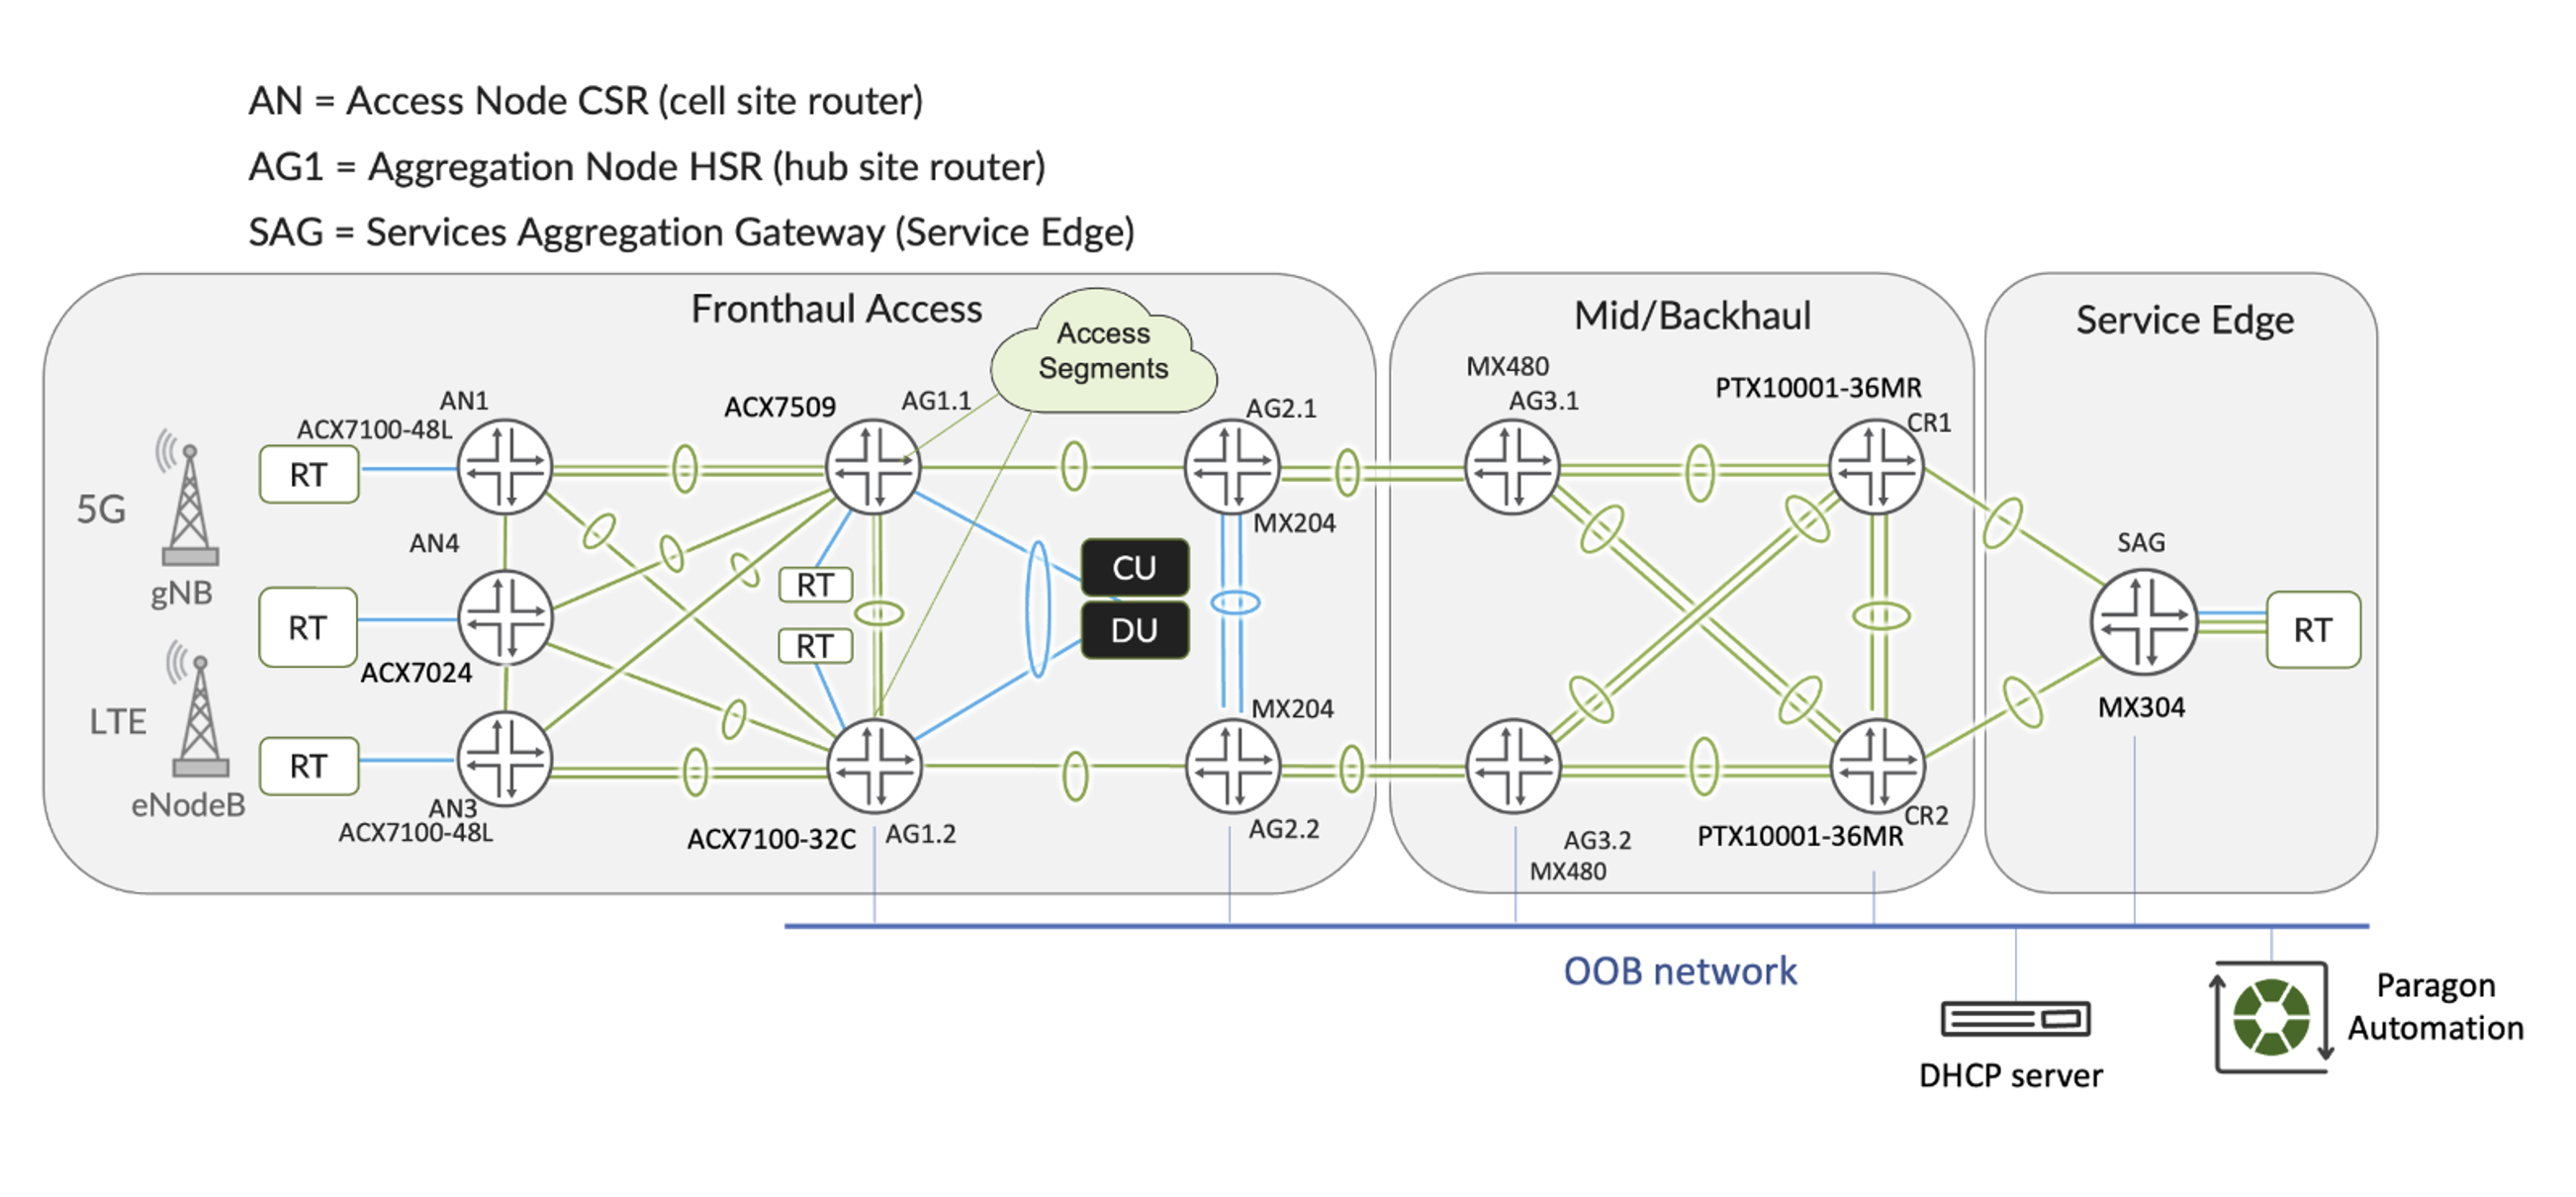 AN = Access Node CSR (cell site router)
AG1 = Aggregation Node HSR (hub site router)
SAG = Services Aggregation Gateway (Service Edge)
Fronthaul Access
Access
Segments
Mid/Backhaul
Service Edge
AN1
ACX7100-48L
ACX7509
AG1.1
AG2.1
MX480
AG3.1
PTX10001-36MR
CR1
RT
5G
gNB
AN4
MX204
SAG
RT
CU
RT
ACX7024
RT
DU
RT
MX304
LTE
eNodeB
MX204
RT
AN3
ACX7100-48L
ACX7100-32C
AG1.2
AG2.2
AG3.2
MX480
PTX10001-36MR
CR2
OOB network
DHCP server
Paragon
Automation